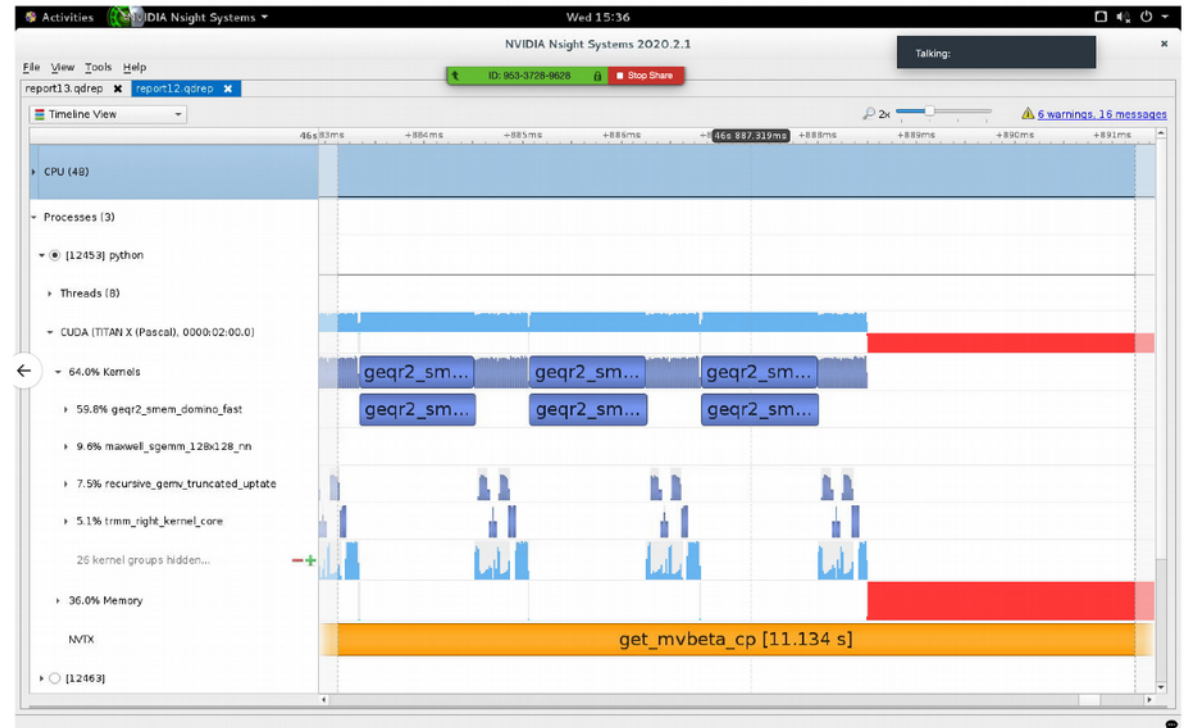 Activities NVIDIA Nsight Systems Wed 15:36
NVIDIA Nsight Systems 2020.2.1
Talking:
File View Tools Help
ID: 953-3728-9628 Stop Share
report13.qdrep report12.qdrep
Timeline View 2x 6 warnings, 16 messages
46s 83ms +884ms +885ms +886ms 46s 887.319ms +888ms +889ms +890ms +891ms
CPU (48)
Processes (3)
[12453] python
Threads (8)
CUDA (TITAN X (Pascal), 0000:02:00.0)
64.0% Kernels geqr2_sm... geqr2_sm... geqr2_sm...
59.8% geqr2_smem_domino_fast geqr2_sm... geqr2_sm... geqr2_sm...
9.6% maxwell_sgemm_128x128_nn
7.5% recursive_gemv_truncated_uptate
5.1% trmm_right_kernel_core
26 kernel groups hidden...
36.0% Memory
NVTX get_mvbeta_cp [11.134 s]
[12463]